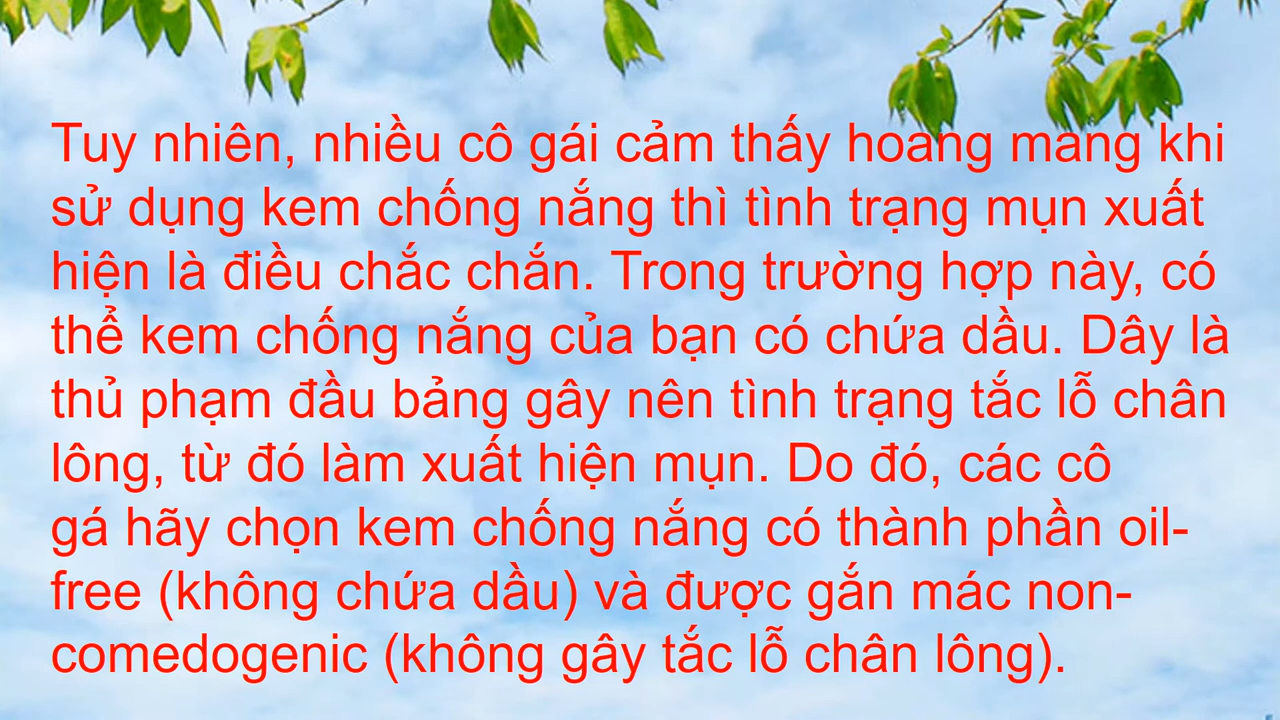 Tuy nhiên, nhiều cô gái cảm thấy hoang mang khi
sử dụng kem chống nắng thì tình trạng mụn xuất
hiện là điều chắc chắn. Trong trường hợp này, có
thể kem chống nắng của bạn có chứa dầu. Dây là
thủ phạm đầu bảng gây nên tình trạng tắc lỗ chân
lông, từ đó làm xuất hiện mụn. Do đó, các cô
gá hãy chọn kem chống nắng có thành phần oil-
free (không chứa dầu) và được gắn mác non-
comedogenic (không gây tắc lỗ chân lông).